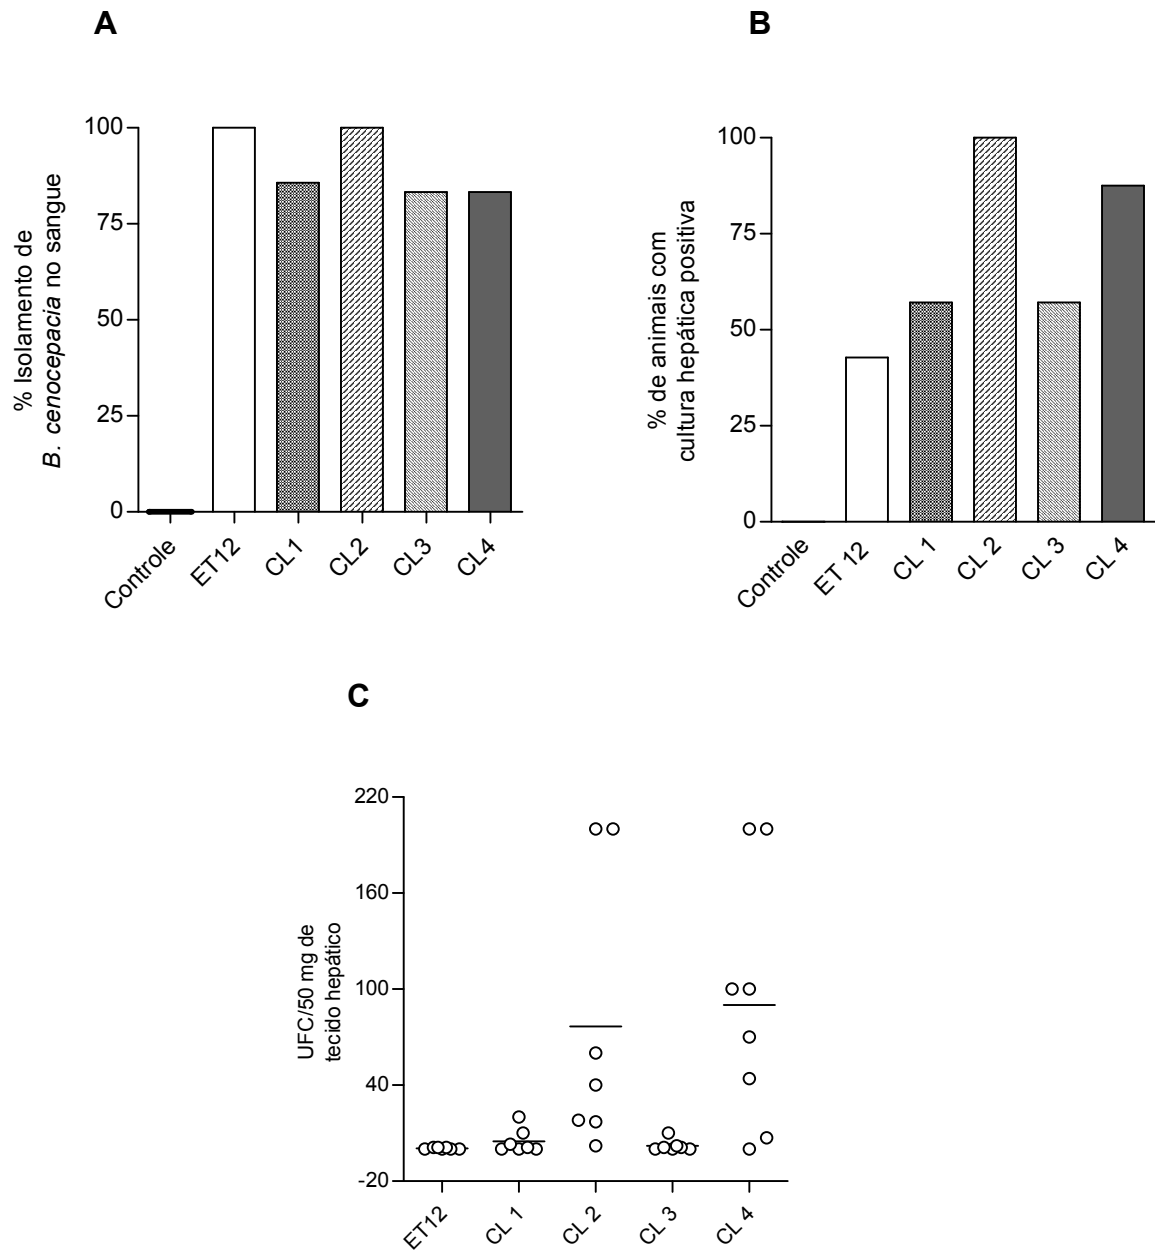 A
% Isolamento de
B. cenocepacia no sangue
100
75
50
25
0
Controle
ET12
CL1
CL2
CL3
CL4
B
% de animais com
cultura hepática positiva
100
75
50
25
0
Controle
ET 12
CL 1
CL 2
CL 3
CL 4
C
UFC/50 mg de
tecido hepático
220
160
100
40
-20
ET12
CL 1
CL 2
CL 3
CL 4